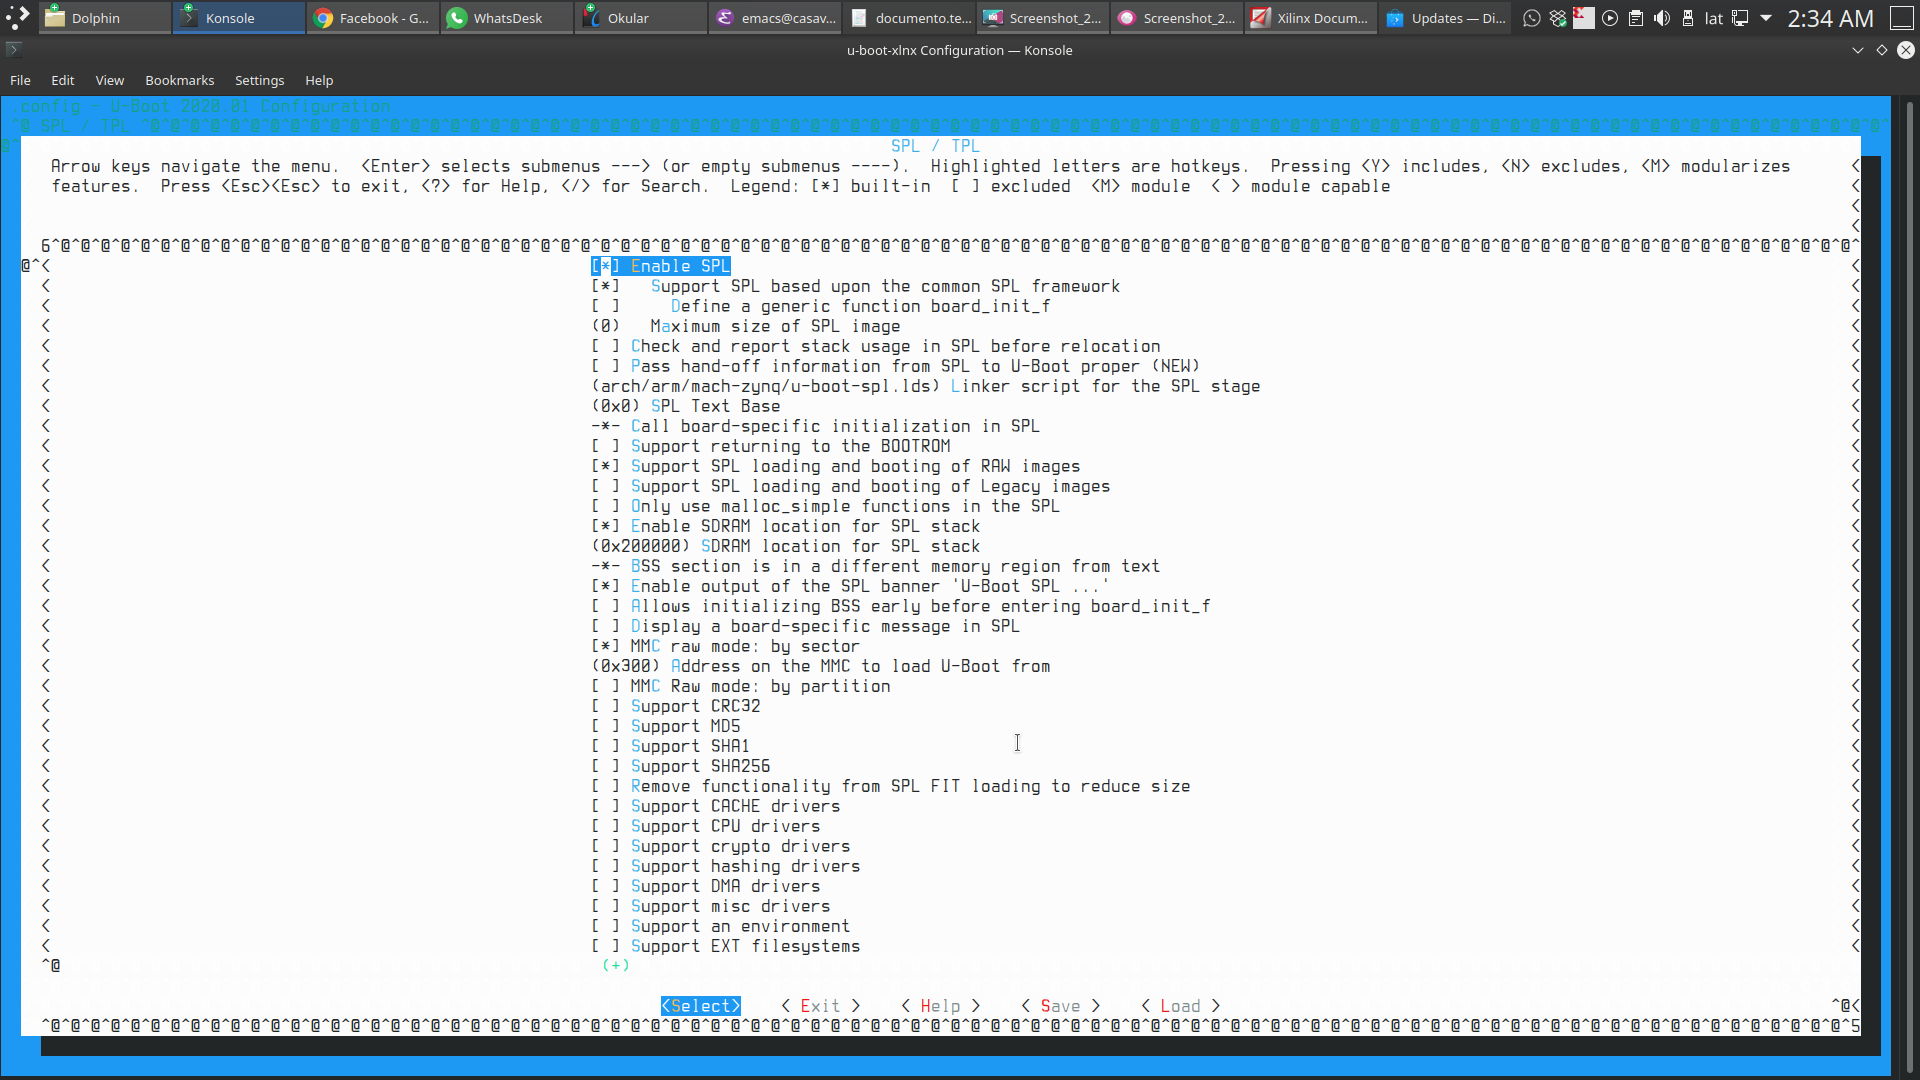 Dolphin
Konsole
Facebook - G...
WhatsDesk
Okular
emacs@casav...
documento.te...
Screenshot_2...
Screenshot_2...
Xilinx Docum...
Updates — Di...
lat
2:34 AM
u-boot-xlnx Configuration — Konsole
File Edit View Bookmarks Settings Help
.config - U-Boot 2020.01 Configuration
SPL / TPL
SPL / TPL
Arrow keys navigate the menu.  <Enter> selects submenus ---> (or empty submenus ----).  Highlighted letters are hotkeys.  Pressing <Y> includes, <N> excludes, <M> modularizes
features.  Press <Esc><Esc> to exit, <?> for Help, </> for Search.  Legend: [*] built-in  [ ] excluded  <M> module  < > module capable
[*] Enable SPL
[*]   Support SPL based upon the common SPL framework
[ ]     Define a generic function board_init_f
(0)   Maximum size of SPL image
[ ] Check and report stack usage in SPL before relocation
[ ] Pass hand-off information from SPL to U-Boot proper (NEW)
(arch/arm/mach-zynq/u-boot-spl.lds) Linker script for the SPL stage
(0x0) SPL Text Base
-*- Call board-specific initialization in SPL
[ ] Support returning to the BOOTROM
[*] Support SPL loading and booting of RAW images
[ ] Support SPL loading and booting of Legacy images
[ ] Only use malloc_simple functions in the SPL
[*] Enable SDRAM location for SPL stack
(0x200000) SDRAM location for SPL stack
-*- BSS section is in a different memory region from text
[*] Enable output of the SPL banner 'U-Boot SPL ...'
[ ] Allows initializing BSS early before entering board_init_f
[ ] Display a board-specific message in SPL
[*] MMC raw mode: by sector
(0x300) Address on the MMC to load U-Boot from
[ ] MMC Raw mode: by partition
[ ] Support CRC32
[ ] Support MD5
[ ] Support SHA1
[ ] Support SHA256
[ ] Remove functionality from SPL FIT loading to reduce size
[ ] Support CACHE drivers
[ ] Support CPU drivers
[ ] Support crypto drivers
[ ] Support hashing drivers
[ ] Support DMA drivers
[ ] Support misc drivers
[ ] Support an environment
[ ] Support EXT filesystems
(+)
<Select>    < Exit >    < Help >    < Save >    < Load >